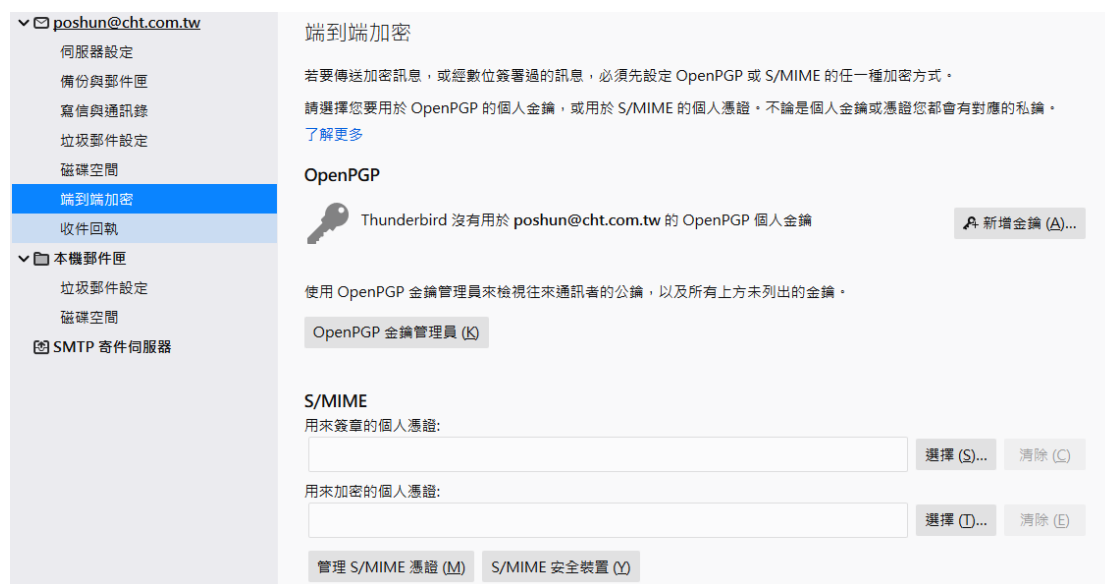 poshun@cht.com.tw
伺服器設定
備份與郵件匣
寫信與通訊錄
垃圾郵件設定
磁碟空間
端到端加密
收件回執
本機郵件匣
垃圾郵件設定
磁碟空間
SMTP 寄件伺服器
端到端加密
若要傳送加密訊息，或經數位簽署過的訊息，必須先設定 OpenPGP 或 S/MIME 的任一種加密方式。
請選擇您要用於 OpenPGP 的個人金鑰，或用於 S/MIME 的個人憑證。不論是個人金鑰或憑證您都會有對應的私鑰。
了解更多
OpenPGP
Thunderbird 沒有用於 poshun@cht.com.tw 的 OpenPGP 個人金鑰
新增金鑰 (A)...
使用 OpenPGP 金鑰管理員來檢視往來通訊者的公鑰，以及所有上方未列出的金鑰。
OpenPGP 金鑰管理員 (K)
S/MIME
用來簽章的個人憑證:
選擇 (S)... 清除 (C)
用來加密的個人憑證:
選擇 (T)... 清除 (E)
管理 S/MIME 憑證 (M) S/MIME 安全裝置 (Y)